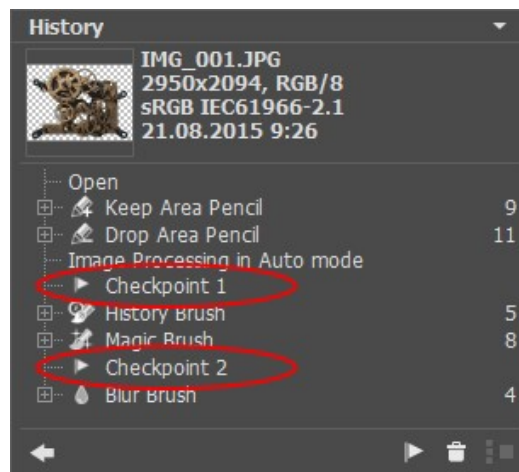 History
IMG_001.JPG
2950x2094, RGB/8
sRGB IEC61966-2.1
21.08.2015 9:26
Open
Keep Area Pencil 9
Drop Area Pencil 11
Image Processing in Auto mode
Checkpoint 1
History Brush 5
Magic Brush 8
Checkpoint 2
Blur Brush 4